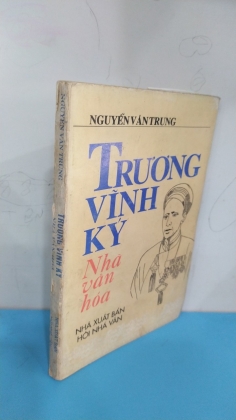 NGUYỄN VĂN TRUNG
TRƯƠNG
VĨNH
KÝ
Nhà
văn
hóa
NHÀ XUẤT BẢN
HỘI NHÀ VĂN
NGUYỄN VĂN TRUNG
TRƯƠNG VĨNH KÝ